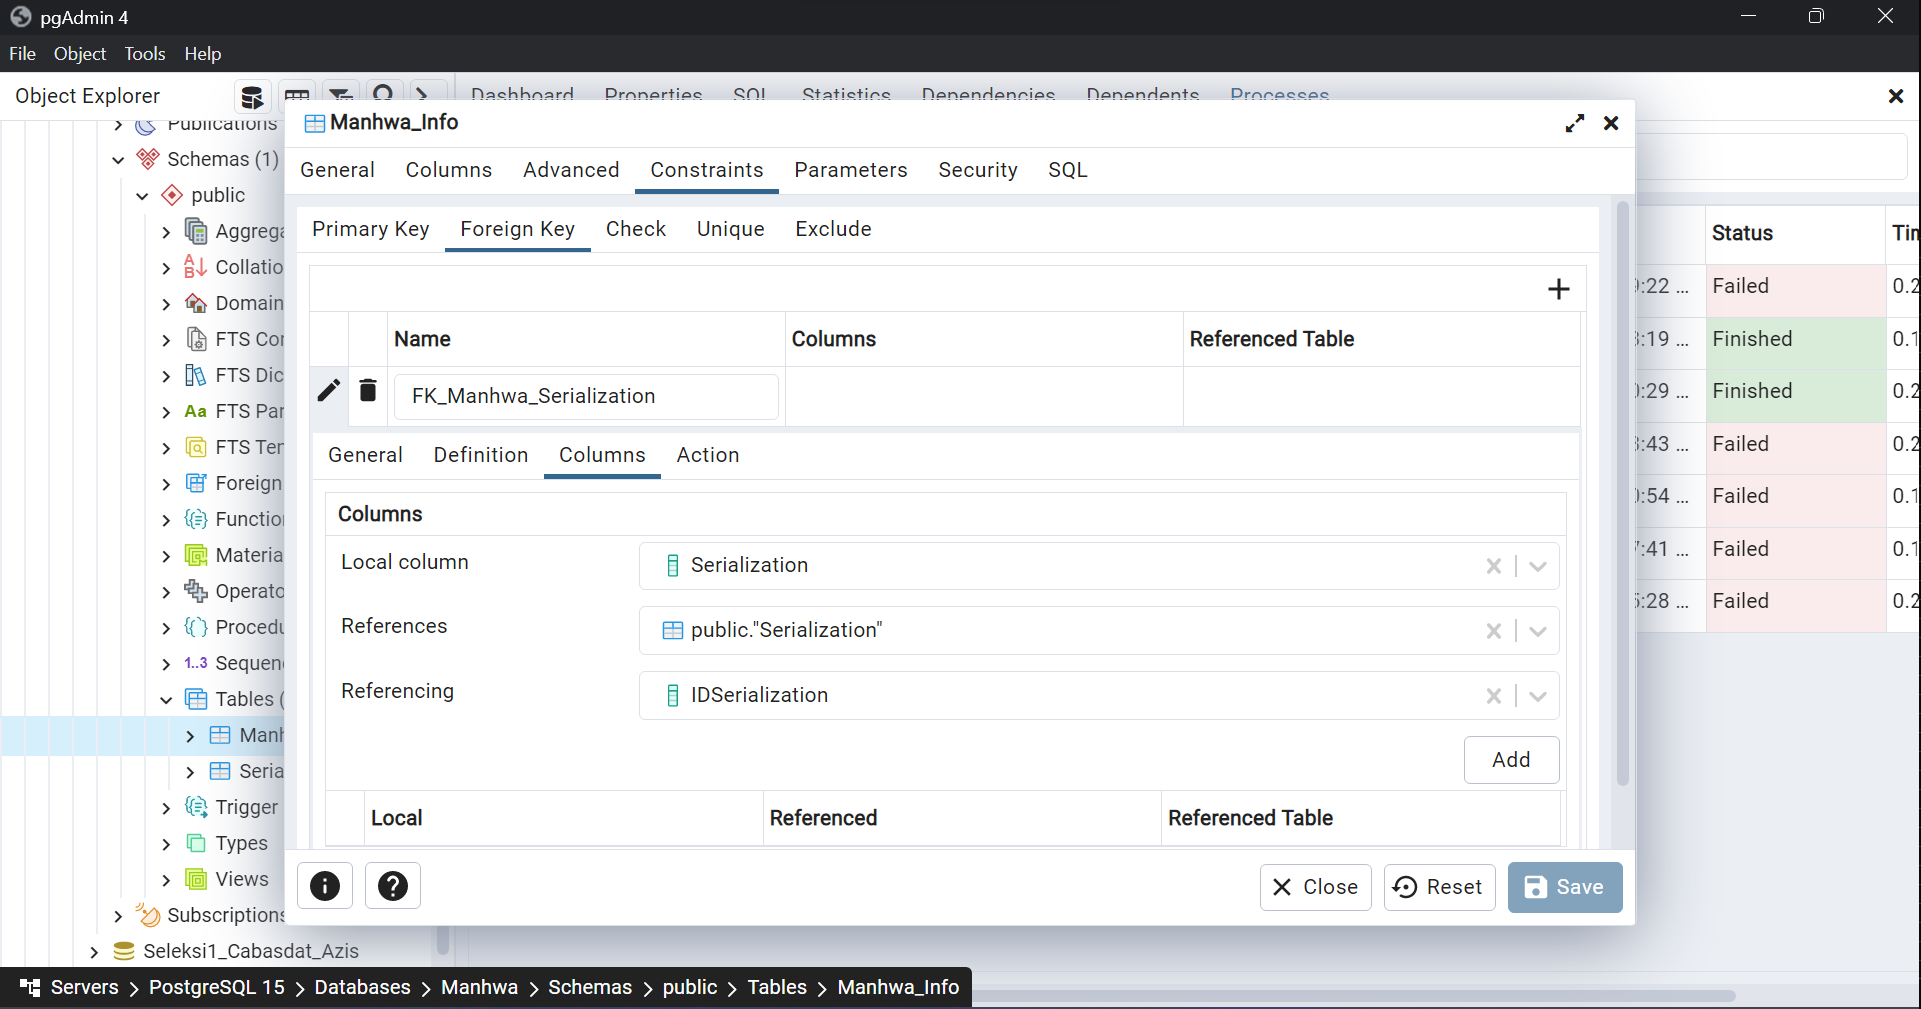 pgAdmin 4
File Object Tools Help
Object Explorer
Dashboard Properties SQL Statistics Dependencies Dependents Processes
Publications
Schemas (1)
public
Aggrega
Collatio
Domain
FTS Cor
FTS Dic
FTS Par
FTS Ter
Foreign
Functio
Materia
Operato
Procedu
1..3 Sequen
Tables (
Manh
Seria
Trigger
Types
Views
Subscriptions
Seleksi1_Cabasdat_Azis
Manhwa_Info
General Columns Advanced Constraints Parameters Security SQL
Primary Key Foreign Key Check Unique Exclude
Name Columns Referenced Table
FK_Manhwa_Serialization
General Definition Columns Action
Columns
Local column Serialization
References public."Serialization"
Referencing IDSerialization
Add
Local Referenced Referenced Table
Close Reset Save
Status Tim
:22 ... Failed 0.2
:19 ... Finished 0.1
:29 ... Finished 0.2
:43 ... Failed 0.2
:54 ... Failed 0.1
:41 ... Failed 0.1
:28 ... Failed 0.2
Servers > PostgreSQL 15 > Databases > Manhwa > Schemas > public > Tables > Manhwa_Info